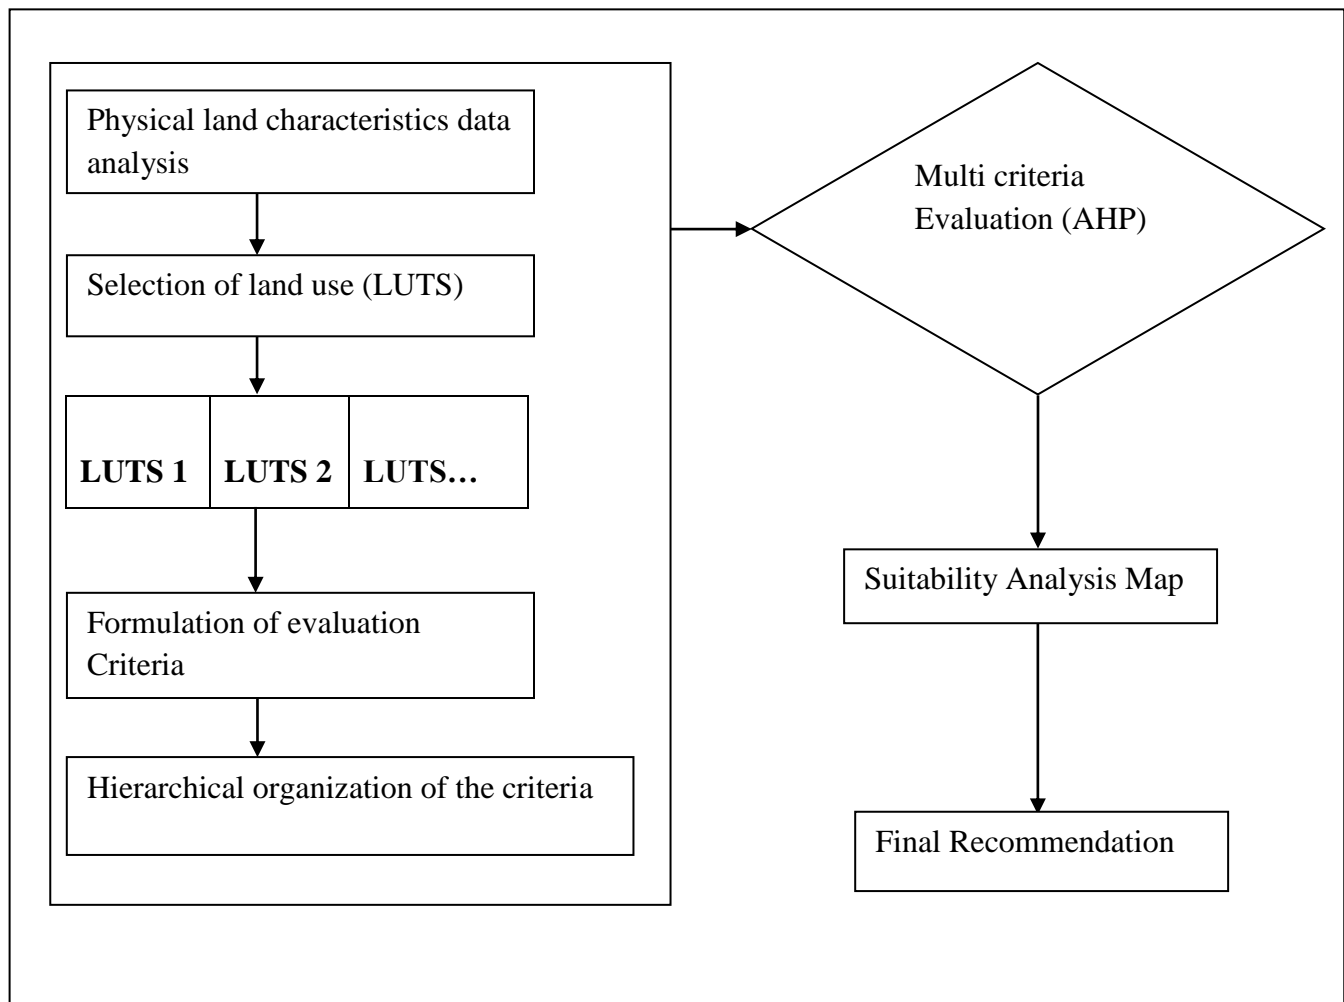 Physical land characteristics data
analysis
Selection of land use (LUTS)
LUTS 1
LUTS 2
LUTS…
Formulation of evaluation
Criteria
Hierarchical organization of the criteria
Multi criteria
Evaluation (AHP)
Suitability Analysis Map
Final Recommendation